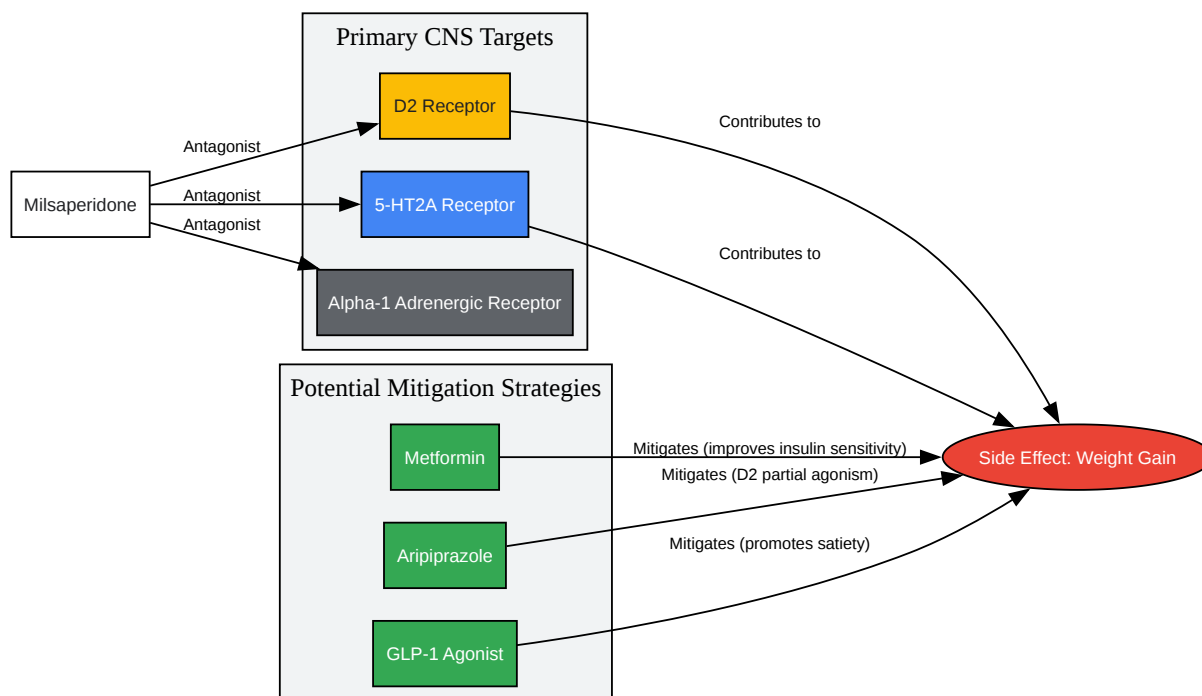 Primary CNS Targets
D2 Receptor
Contributes to
Antagonist
Milsaperidone
Antagonist
5-HT2A Receptor
Antagonist
Contributes to
Alpha-1 Adrenergic Receptor
Potential Mitigation Strategies
Metformin
Mitigates (improves insulin sensitivity)
Side Effect: Weight Gain
Mitigates (D2 partial agonism)
Aripiprazole
Mitigates (promotes satiety)
GLP-1 Agonist